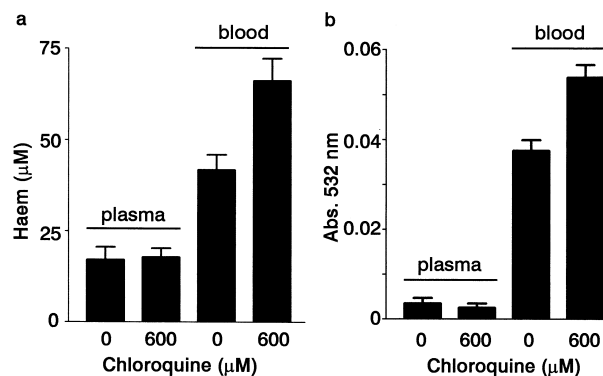 a
blood
75
50
25
0
Haem (μM)
plasma
0 600 0 600
Chloroquine (μM)
b
blood
0.06
0.04
0.02
0
Abs. 532 nm
plasma
0 600 0 600
Chloroquine (μM)